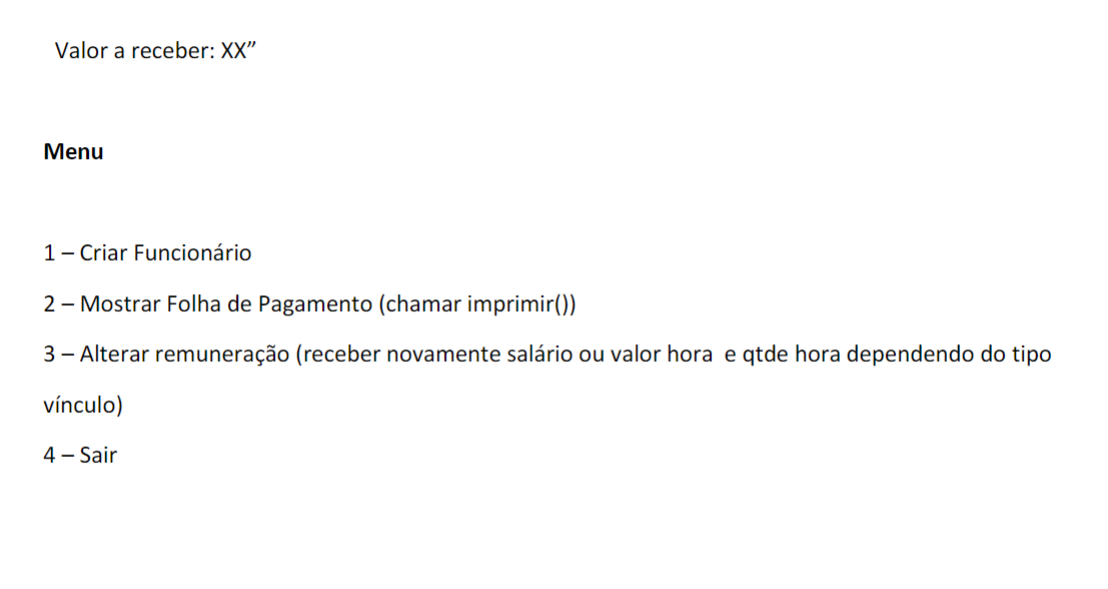 Valor a receber: XX”
Menu
1 – Criar Funcionário
2 – Mostrar Folha de Pagamento (chamar imprimir())
3 – Alterar remuneração (receber novamente salário ou valor hora  e qtde hora dependendo do tipo
vínculo)
4 – Sair